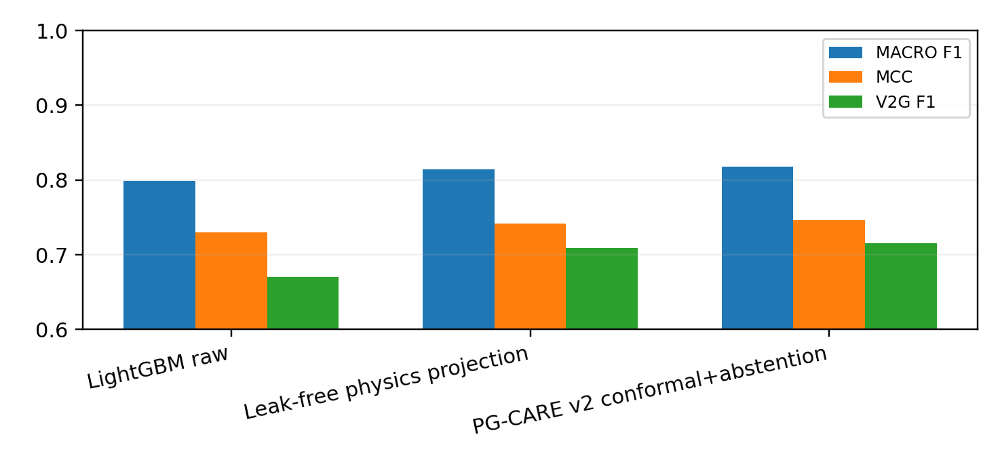 1.0
0.9
0.8
0.7
0.6
MACRO F1
MCC
V2G F1
LightGBM raw
Leak-free physics projection
PG-CARE v2 conformal+abstention